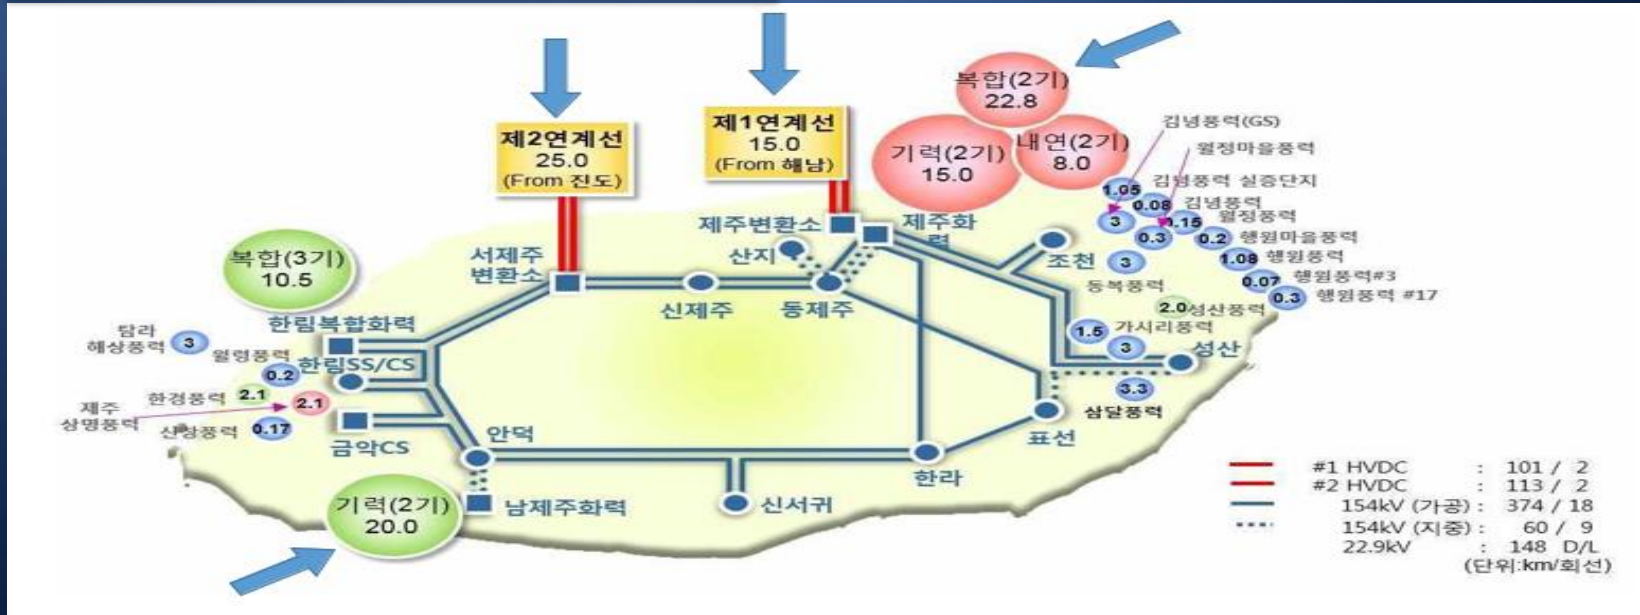 제2연계선
25.0
(From 진도)
제1연계선
15.0
(From 해남)
복합(2기)
22.8
기력(2기)
15.0
내연(2기)
8.0
김녕풍력(GS)
월정마을풍력
1.05
김녕풍력 실증단지
0.08
김녕풍력
3
0.15
월정풍력
0.3
0.2
행원마을풍력
3
1.08
행원풍력
동복풍력
0.07
행원풍력#3
0.3
행원풍력 #17
2.0
성산풍력
1.5
가시리풍력
3
성산
3.3
삼달풍력
제주변환소
제주화력
산지
조천
서제주
변환소
신제주
동제주
복합(3기)
10.5
한림복합화력
탐라
해상풍력
3
월령풍력
한림SS/CS
0.2
한경풍력
2.1
2.1
제주
상명풍력
신창풍력
0.17
금악CS
안덕
표선
한라
기력(2기)
20.0
남제주화력
신서귀
#1 HVDC : 101 / 2
#2 HVDC : 113 / 2
154kV (가공) : 374 / 18
154kV (지중) : 60 / 9
22.9kV : 148 D/L
(단위:km/회선)